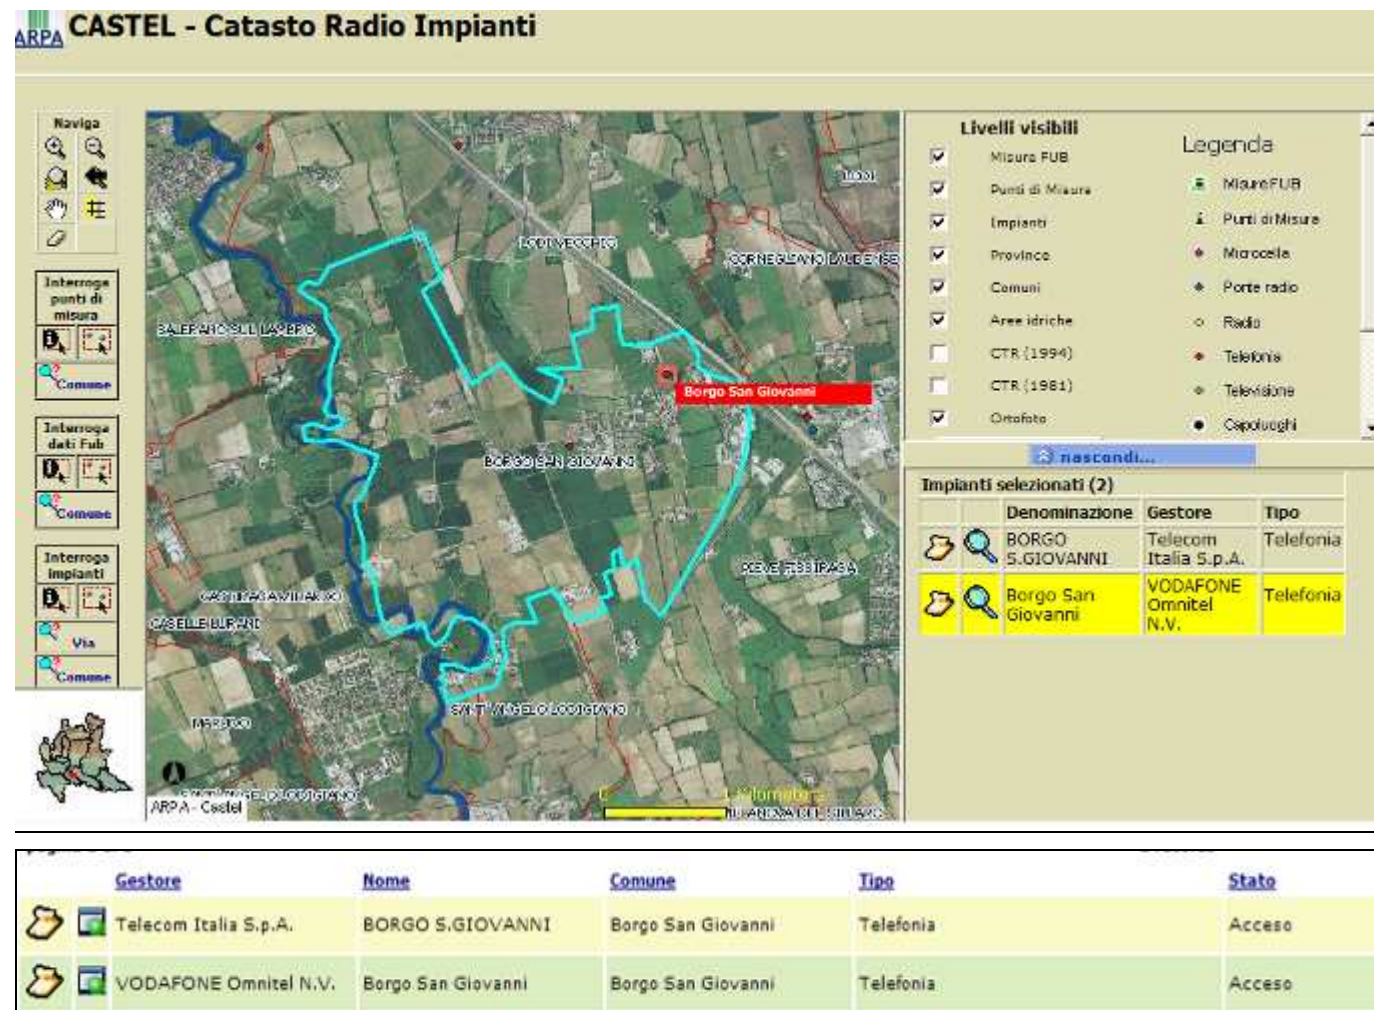 ARPA CASTEL - Catasto Radio Impianti
Naviga
Interroga
punti di
misura
Comune
Interroga
dati Fub
Comune
Interroga
impianti
Via
Comune
LODI
LODI VECCHIO
CORNEGLIANO LAUDENSE
SALERANO SUL LAMBRO
Borgo San Giovanni
BORGO SAN GIOVANNI
PIEVE FISSIRAGA
CASTIRAGA VIDARDO
CASELLE LURANI
SANT' ANGELO LODIGIANO
MARUDO
SANT' ANGELO LODIGIANO
ARPA - Castel
Livelli visibili
Misure FUB
Punti di Misura
Impianti
Province
Comuni
Aree idriche
CTR (1994)
CTR (1981)
Ortofoto
Legenda
Misure FUB
Punti di Misura
Microcella
Ponte radio
Radio
Telefonia
Televisione
Capoluoghi
nascondi...
Impianti selezionati (2)
Denominazione Gestore Tipo
BORGO S.GIOVANNI Telecom Italia S.p.A. Telefonia
Borgo San Giovanni VODAFONE Omnitel N.V. Telefonia
Gestore Nome Comune Tipo Stato
Telecom Italia S.p.A. BORGO S.GIOVANNI Borgo San Giovanni Telefonia Acceso
VODAFONE Omnitel N.V. Borgo San Giovanni Borgo San Giovanni Telefonia Acceso